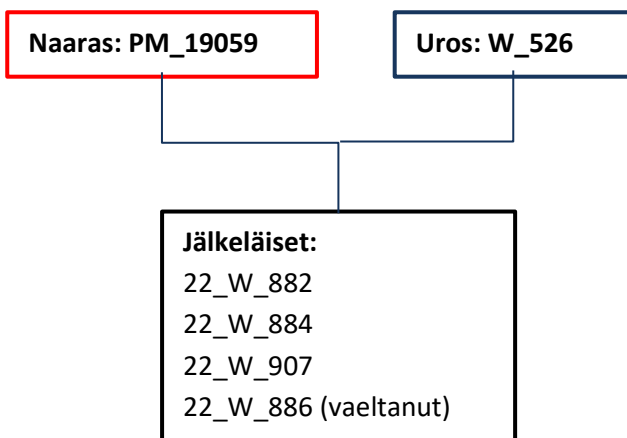 Naaras: PM_19059
Uros: W_526
Jälkeläiset:
22_W_882
22_W_884
22_W_907
22_W_886 (vaeltanut)